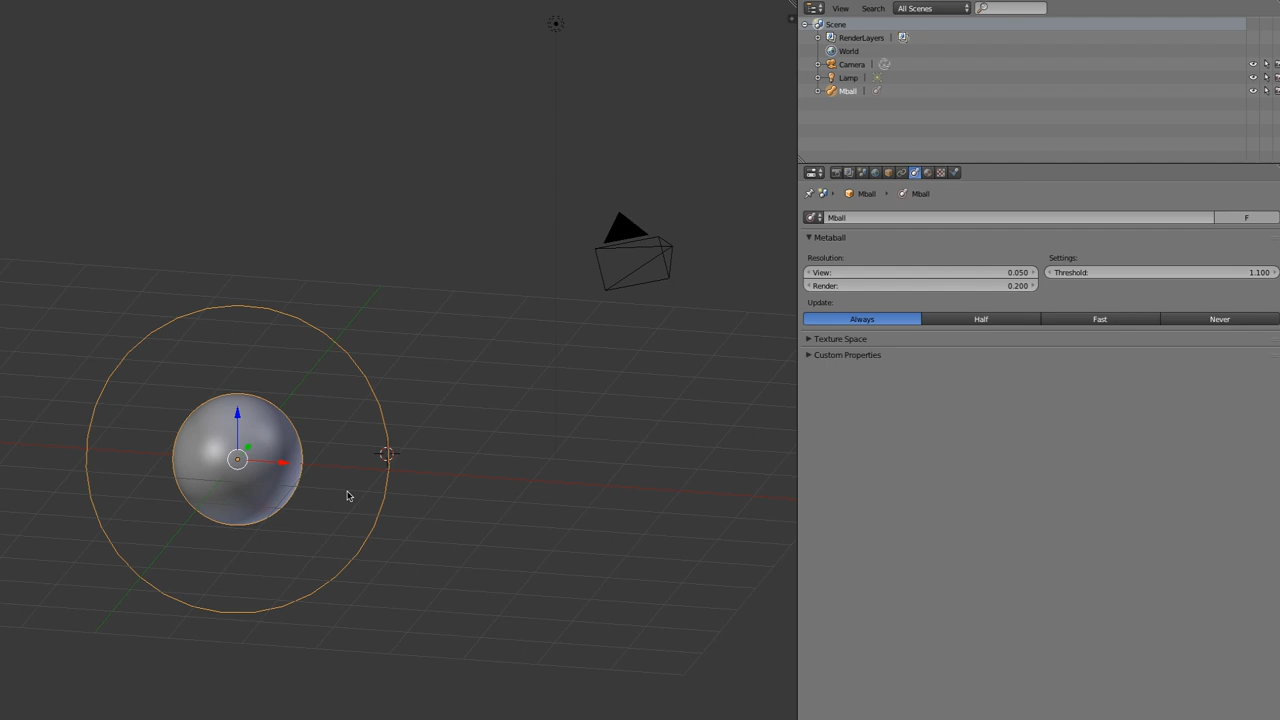 View Search All Scenes
Scene
RenderLayers
World
Camera
Lamp
Mball
Mball Mball
Mball F
Metaball
Resolution: Settings:
View: 0.050 Threshold: 1.100
Render: 0.200
Update:
Always Half Fast Never
Texture Space
Custom Properties